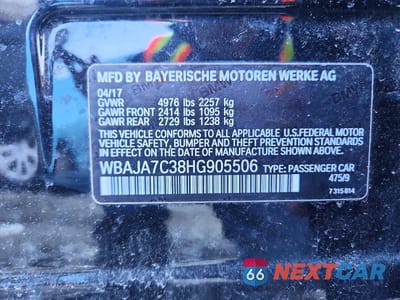 MFD BY BAYERISCHE MOTOREN WERKE AG
04/17
GVWR 4976 lbs 2257 kg
GAWR FRONT 2414 lbs 1095 kg
GAWR REAR 2729 lbs 1238 kg
THIS VEHICLE CONFORMS TO ALL APPLICABLE U.S.FEDERAL MOTOR
VEHICLE SAFETY, BUMPER AND THEFT PREVENTION STANDARDS
IN EFFECT ON THE DATE OF MANUFACTURE SHOWN ABOVE.
WBAJA7C38HG905506 TYPE: PASSENGER CAR
475/9
7 315 814
66 NEXTCAR